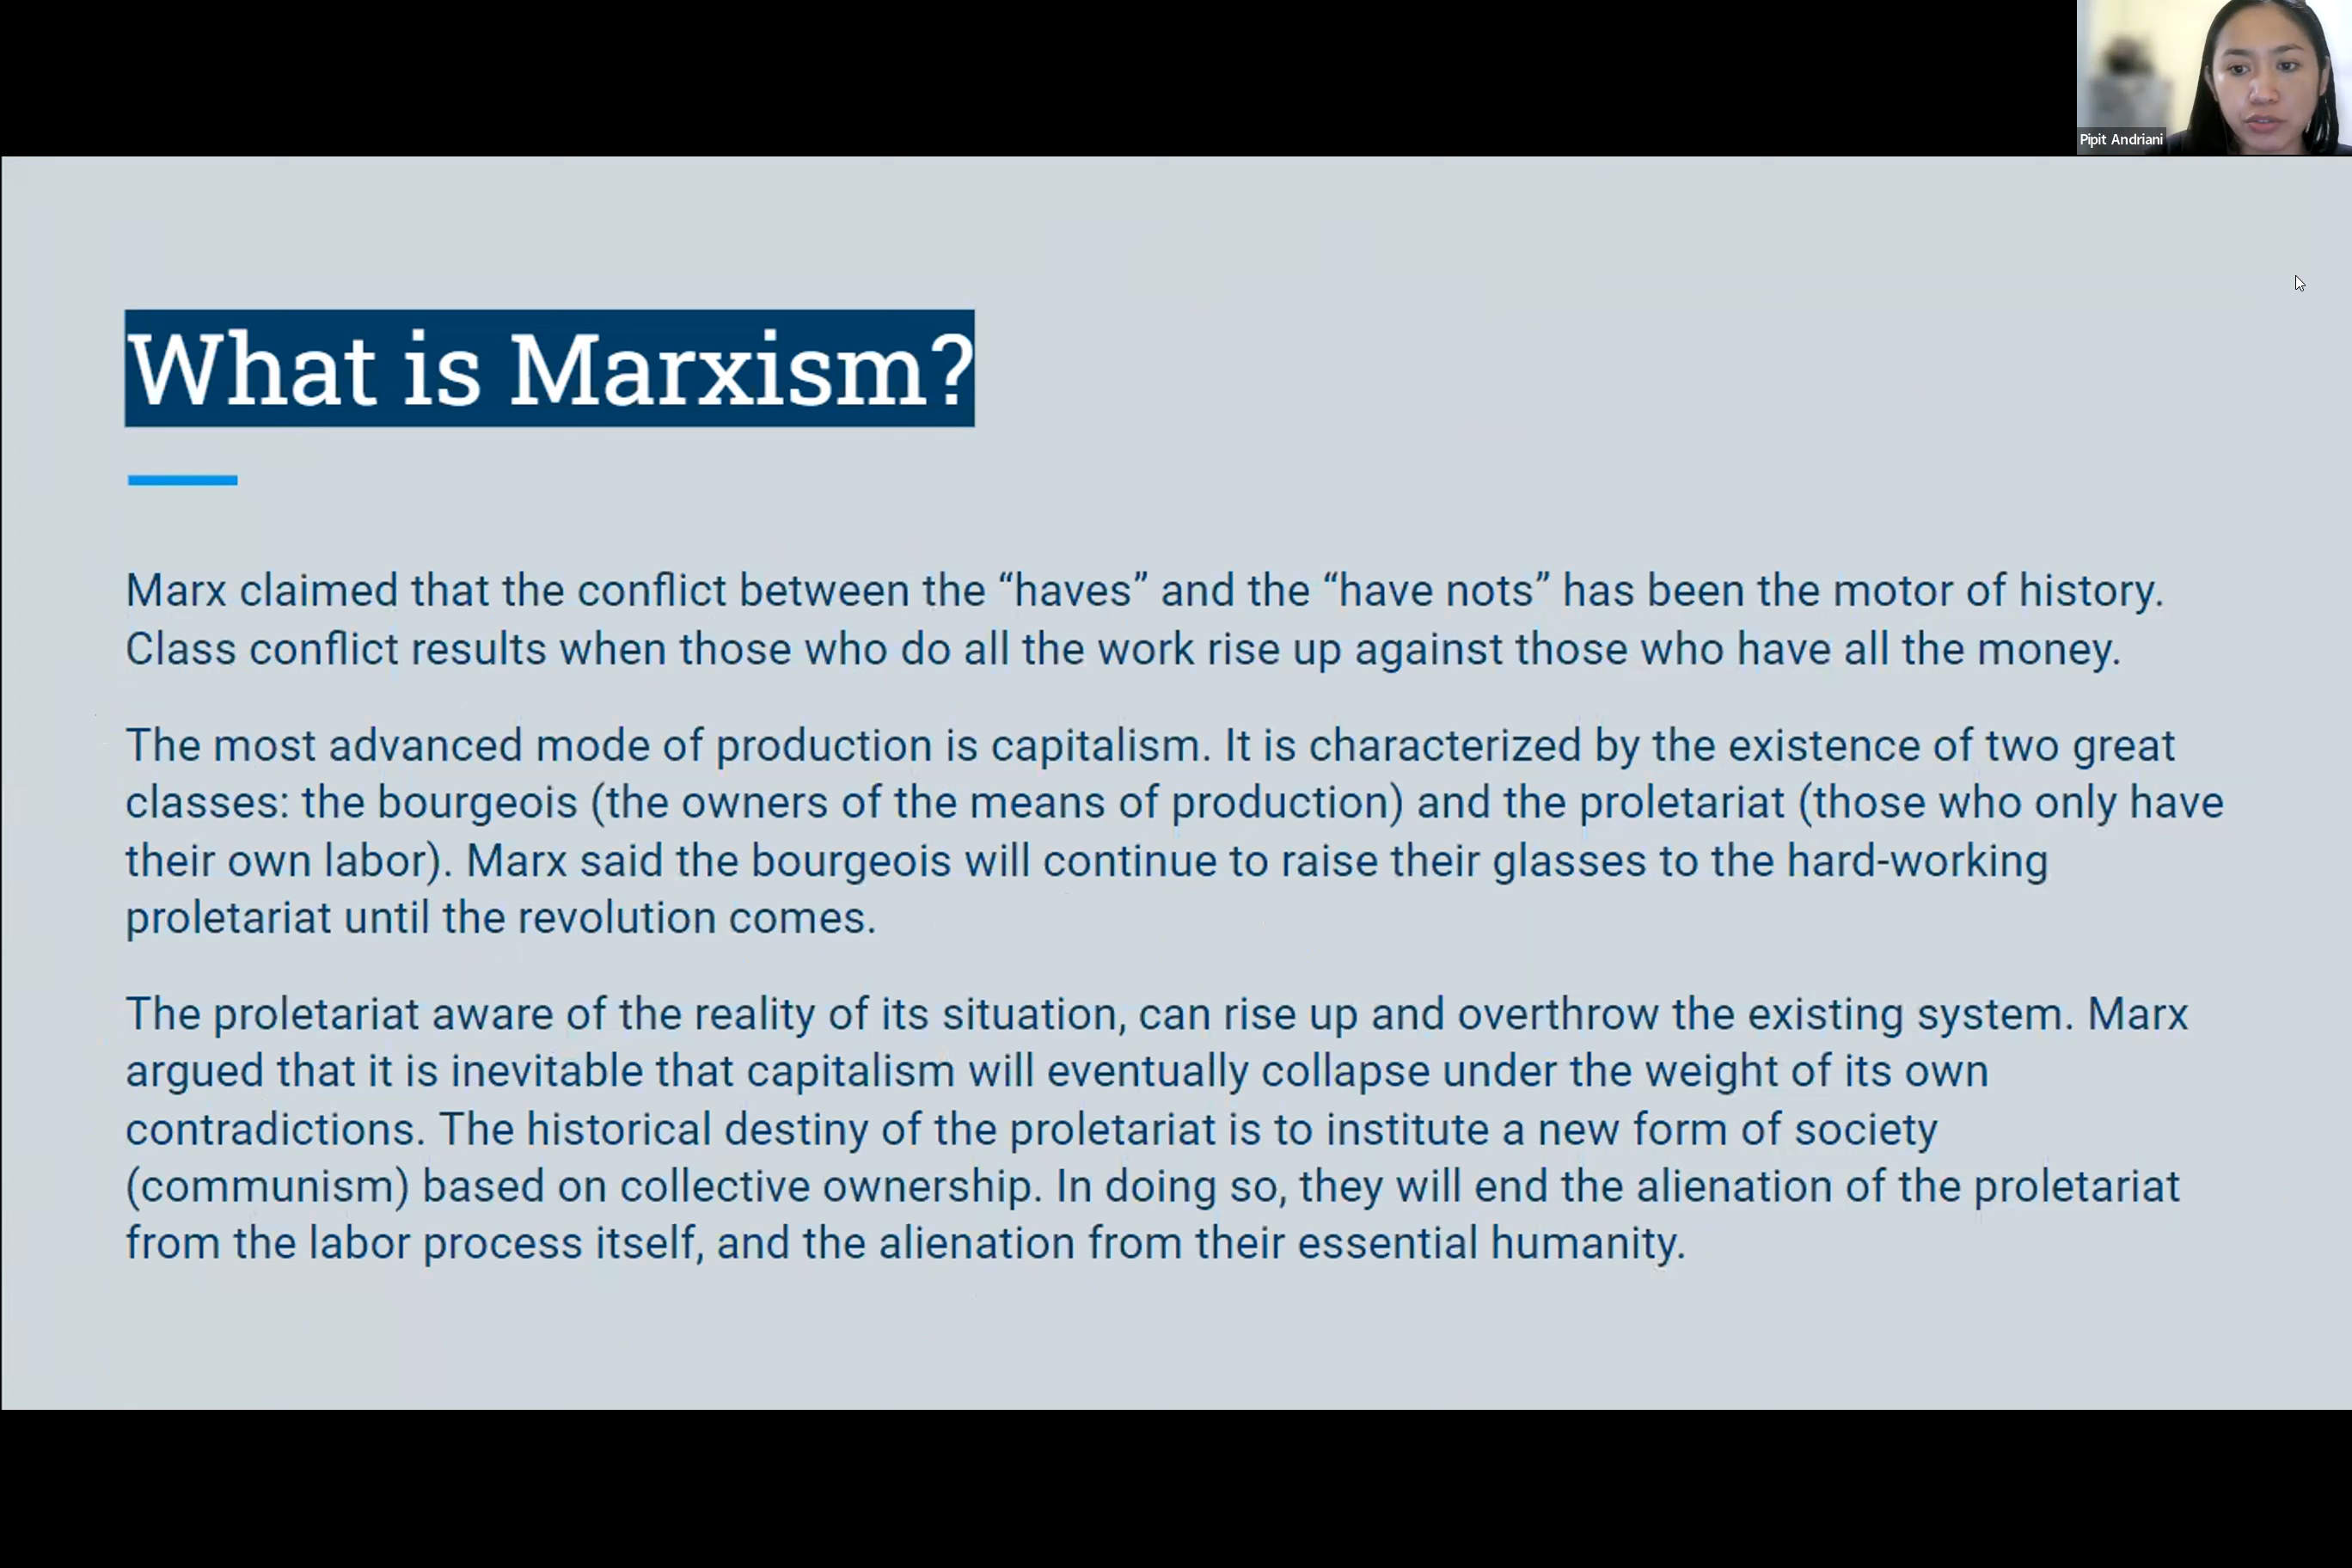 Pipit Andriani
What is Marxism?
Marx claimed that the conflict between the “haves” and the “have nots” has been the motor of history.
Class conflict results when those who do all the work rise up against those who have all the money.
The most advanced mode of production is capitalism. It is characterized by the existence of two great
classes: the bourgeois (the owners of the means of production) and the proletariat (those who only have
their own labor). Marx said the bourgeois will continue to raise their glasses to the hard-working
proletariat until the revolution comes.
The proletariat aware of the reality of its situation, can rise up and overthrow the existing system. Marx
argued that it is inevitable that capitalism will eventually collapse under the weight of its own
contradictions. The historical destiny of the proletariat is to institute a new form of society
(communism) based on collective ownership. In doing so, they will end the alienation of the proletariat
from the labor process itself, and the alienation from their essential humanity.